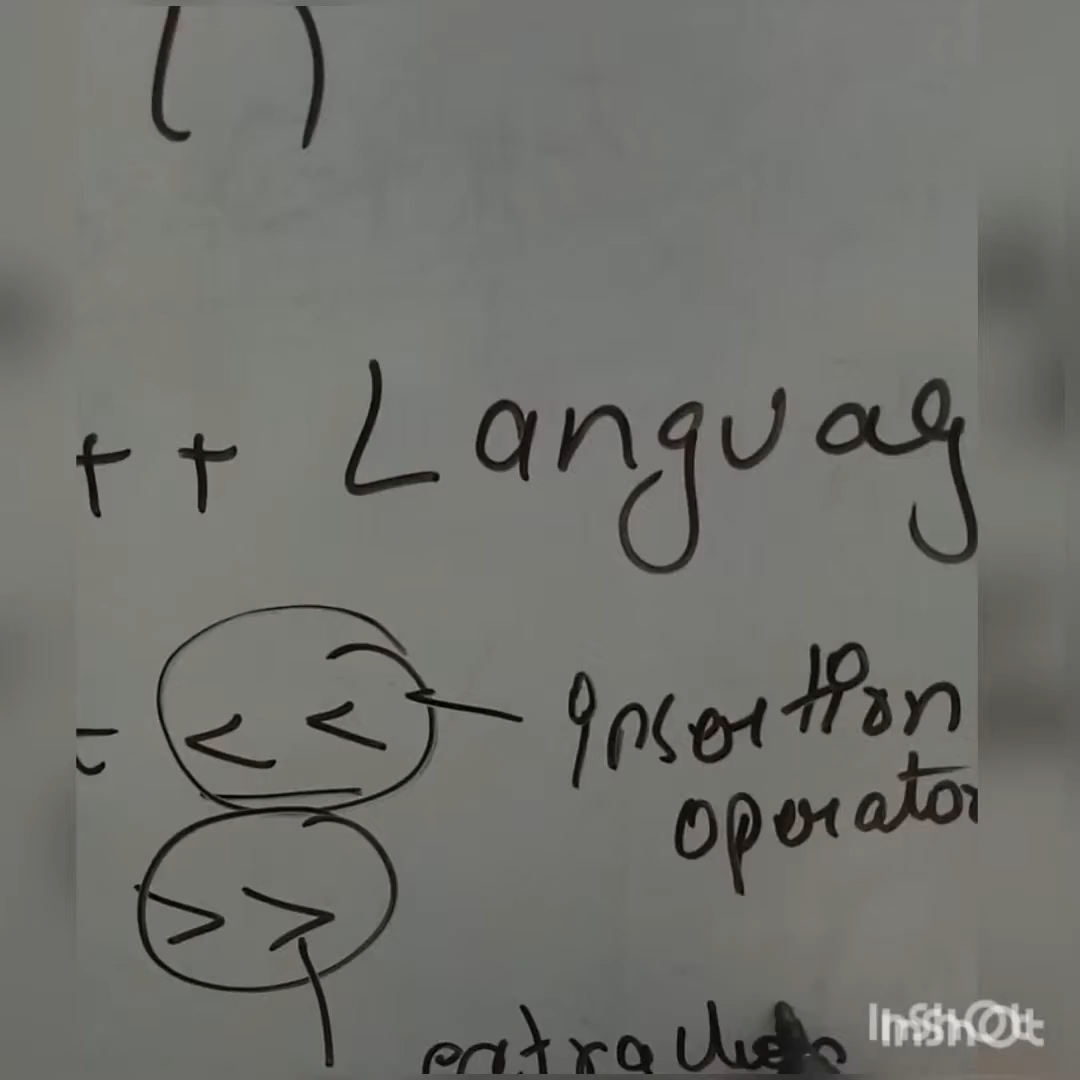 ()
++ Languag
= << Insertion
operator
>>
InShOt